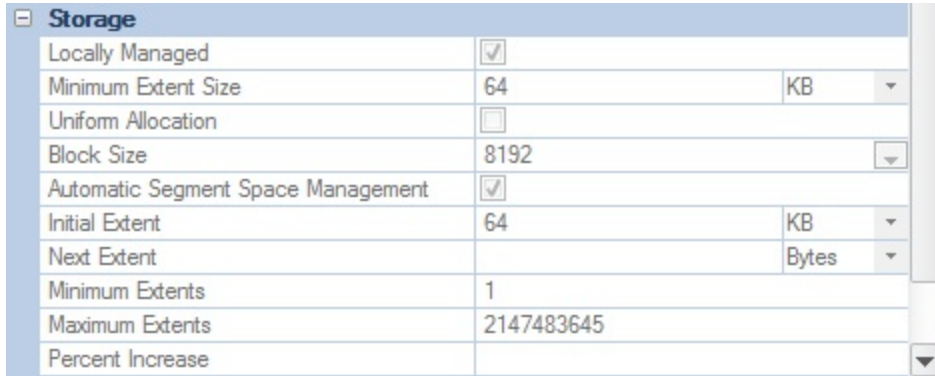 Storage
Locally Managed
Minimum Extent Size 64 KB
Uniform Allocation
Block Size 8192
Automatic Segment Space Management
Initial Extent 64 KB
Next Extent Bytes
Minimum Extents 1
Maximum Extents 2147483645
Percent Increase